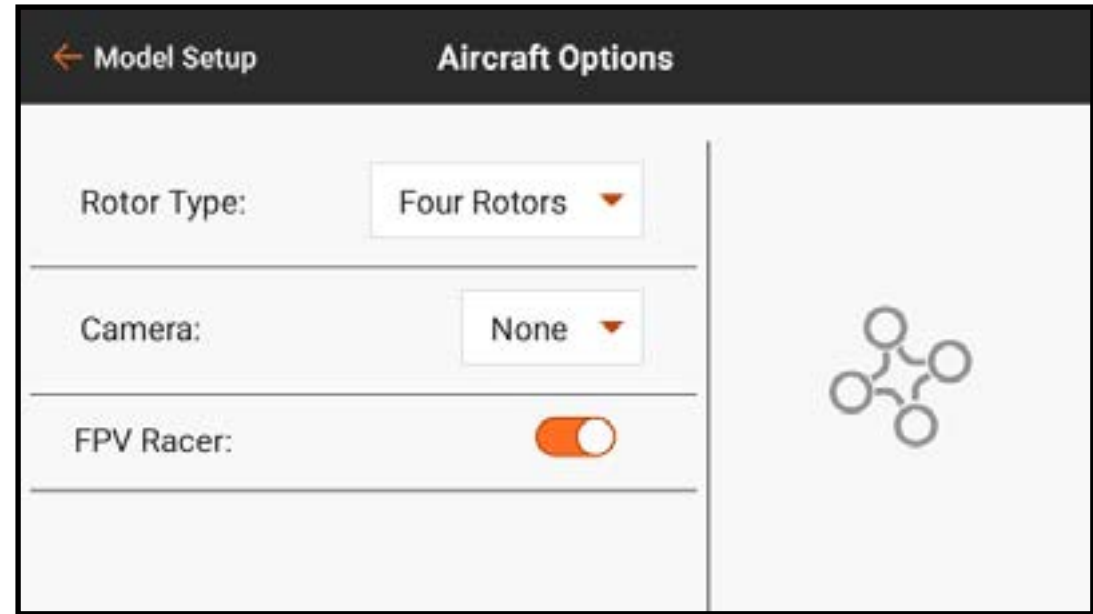 Model Setup
Aircraft Options
Rotor Type:
Four Rotors
Camera:
None
FPV Racer: